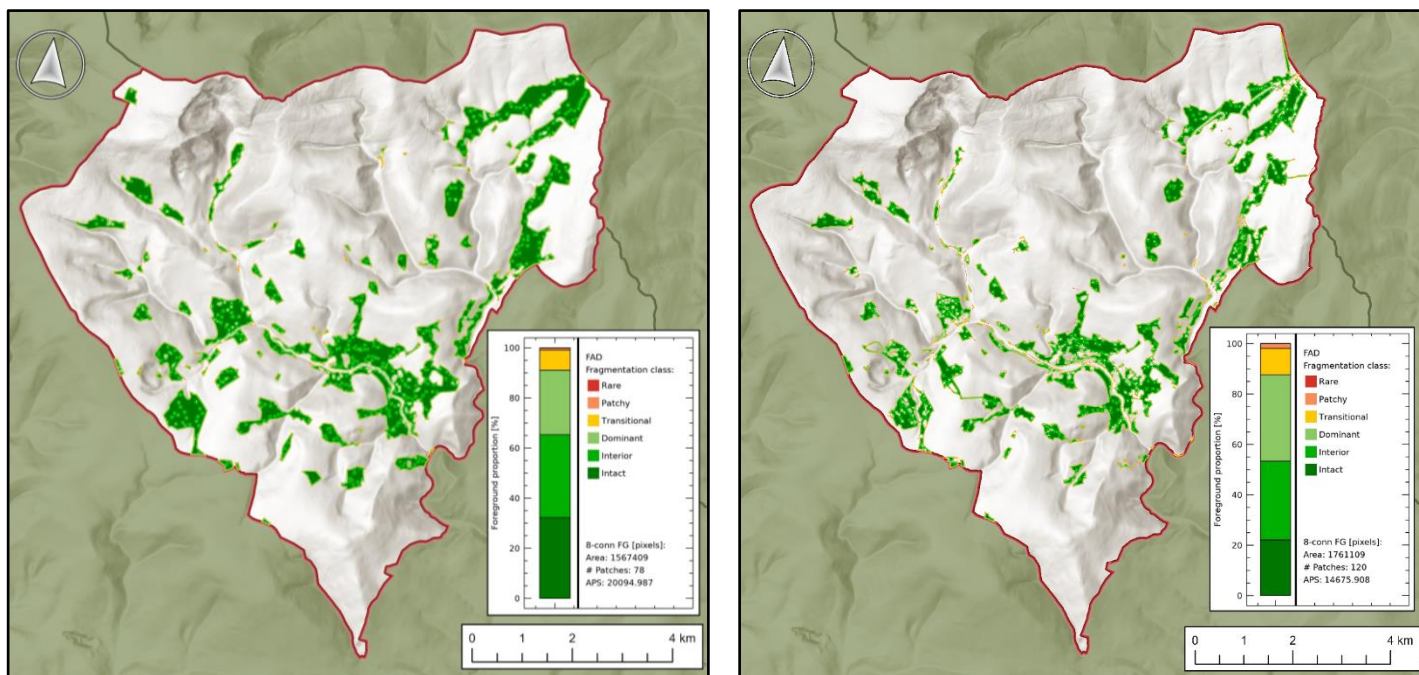 100
80
60
40
20
0
Foreground proportion [%]
FAD
Fragmentation class:
Rare
Patchy
Transitional
Dominant
Interior
Intact
8-conn FG [pixels]:
Area: 1567409
# Patches: 78
APS: 20094.987
0 1 2 4 km
100
80
60
40
20
0
Foreground proportion [%]
FAD
Fragmentation class:
Rare
Patchy
Transitional
Dominant
Interior
Intact
8-conn FG [pixels]:
Area: 1761109
# Patches: 120
APS: 14675.908
0 1 2 4 km